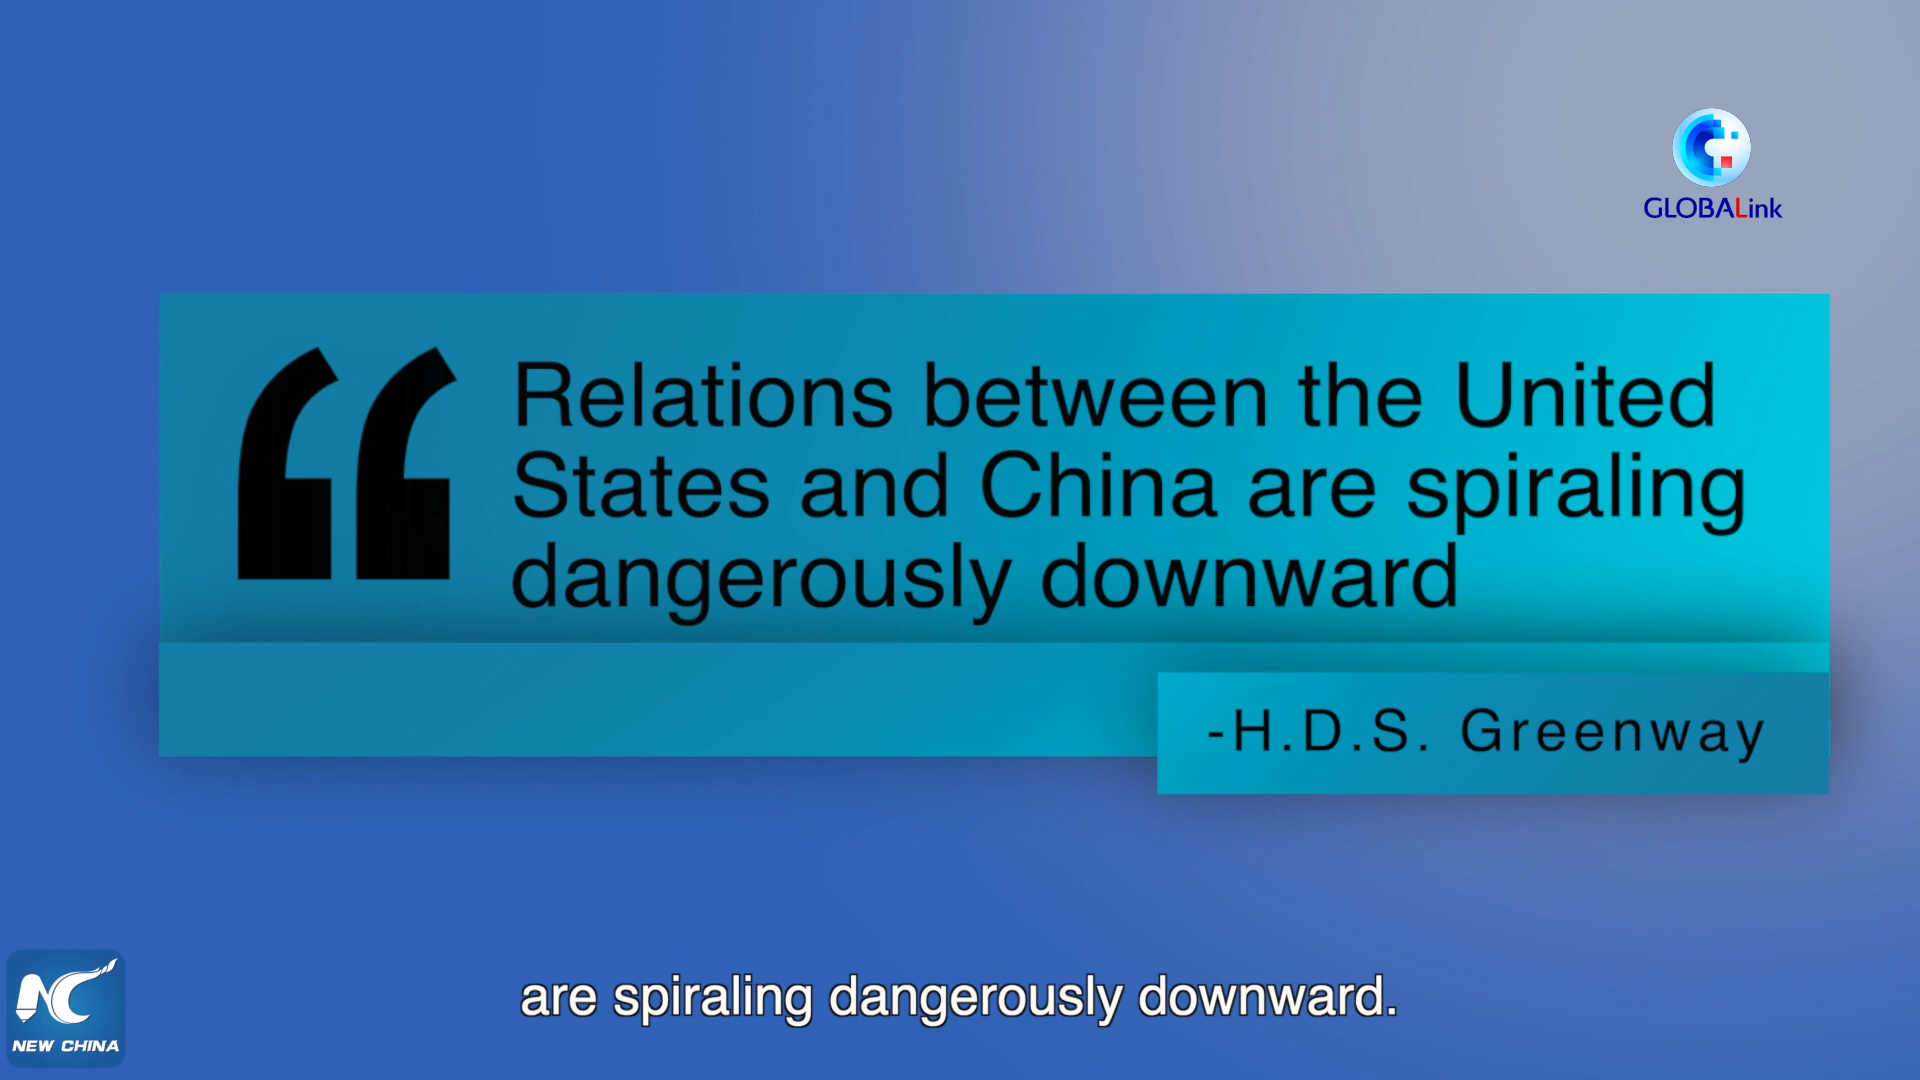 GLOBALink
“
Relations between the United
States and China are spiraling
dangerously downward
-H.D.S. Greenway
are spiraling dangerously downward.
NC
NEW CHINA